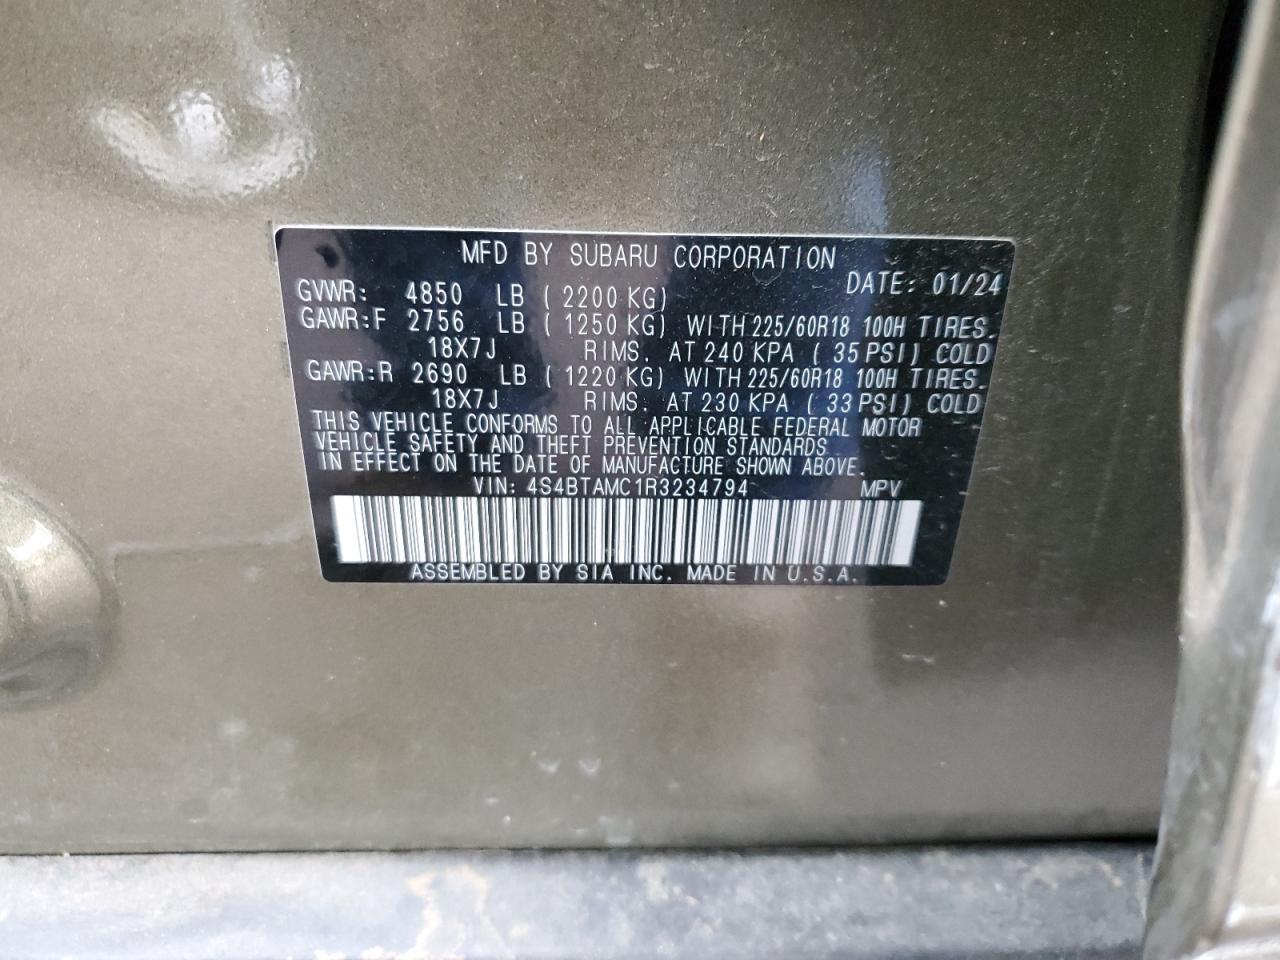 MFD BY SUBARU CORPORATION
DATE: 01/24
GVWR: 4850 LB ( 2200 KG)
GAWR:F 2756 LB ( 1250 KG) WITH 225/60R18 100H TIRES.
18X7J RIMS. AT 240 KPA ( 35 PSI) COLD
GAWR:R 2690 LB ( 1220 KG) WITH 225/60R18 100H TIRES.
18X7J RIMS. AT 230 KPA ( 33 PSI) COLD
THIS VEHICLE CONFORMS TO ALL APPLICABLE FEDERAL MOTOR
VEHICLE SAFETY AND THEFT PREVENTION STANDARDS
IN EFFECT ON THE DATE OF MANUFACTURE SHOWN ABOVE.
VIN: 4S4BTAMC1R3234794 MPV
ASSEMBLED BY SIA INC. MADE IN U.S.A.